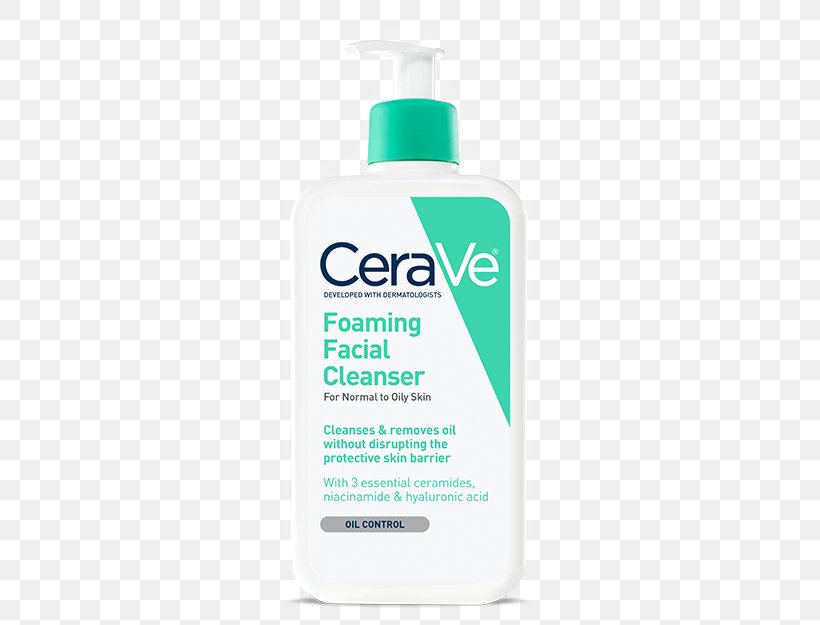 CeraVe®
DEVELOPED WITH DERMATOLOGISTS
Foaming
Facial
Cleanser
For Normal to Oily Skin
Cleanses & removes oil
without disrupting the
protective skin barrier
With 3 essential ceramides,
niacinamide & hyaluronic acid
OIL CONTROL